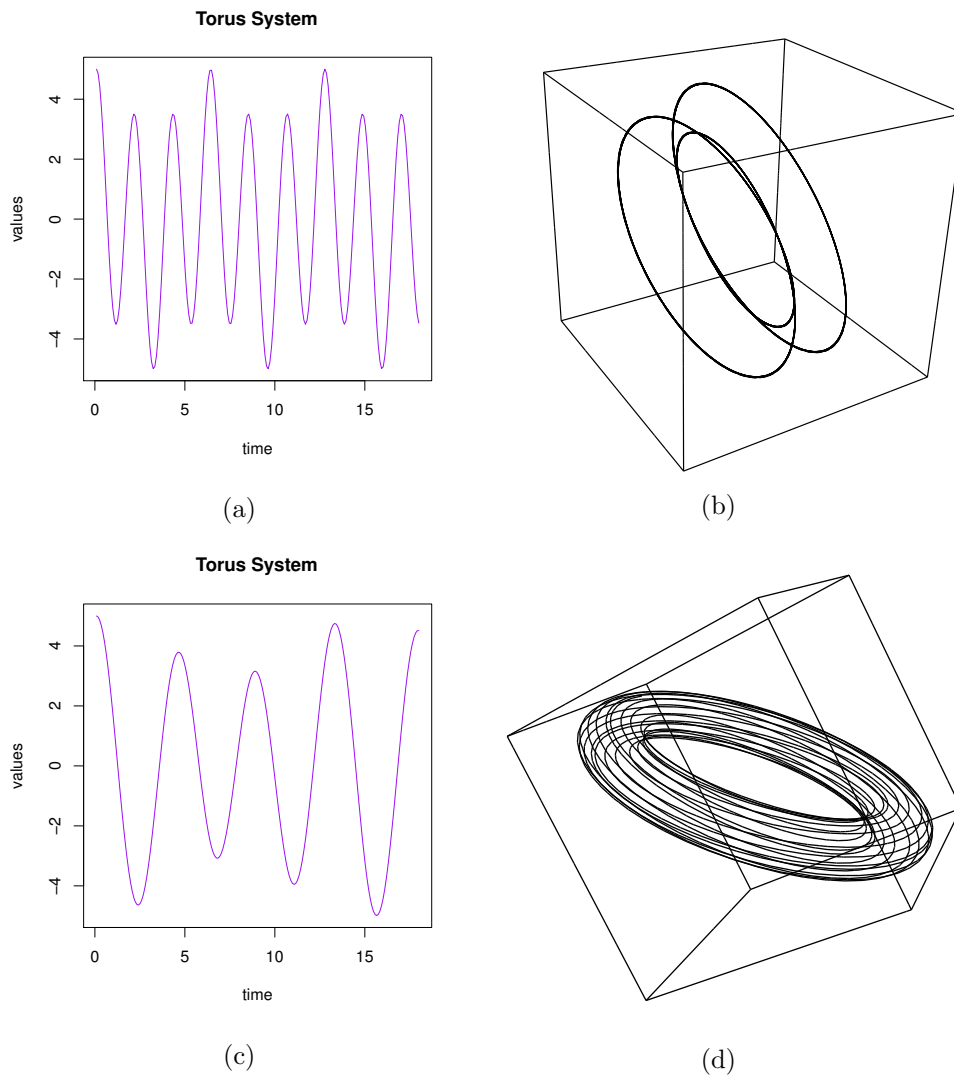 Torus System
4
2
0
−2
−4
values
0 5 10 15
time
(a)
(b)
Torus System
4
2
0
−2
−4
values
0 5 10 15
time
(c)
(d)